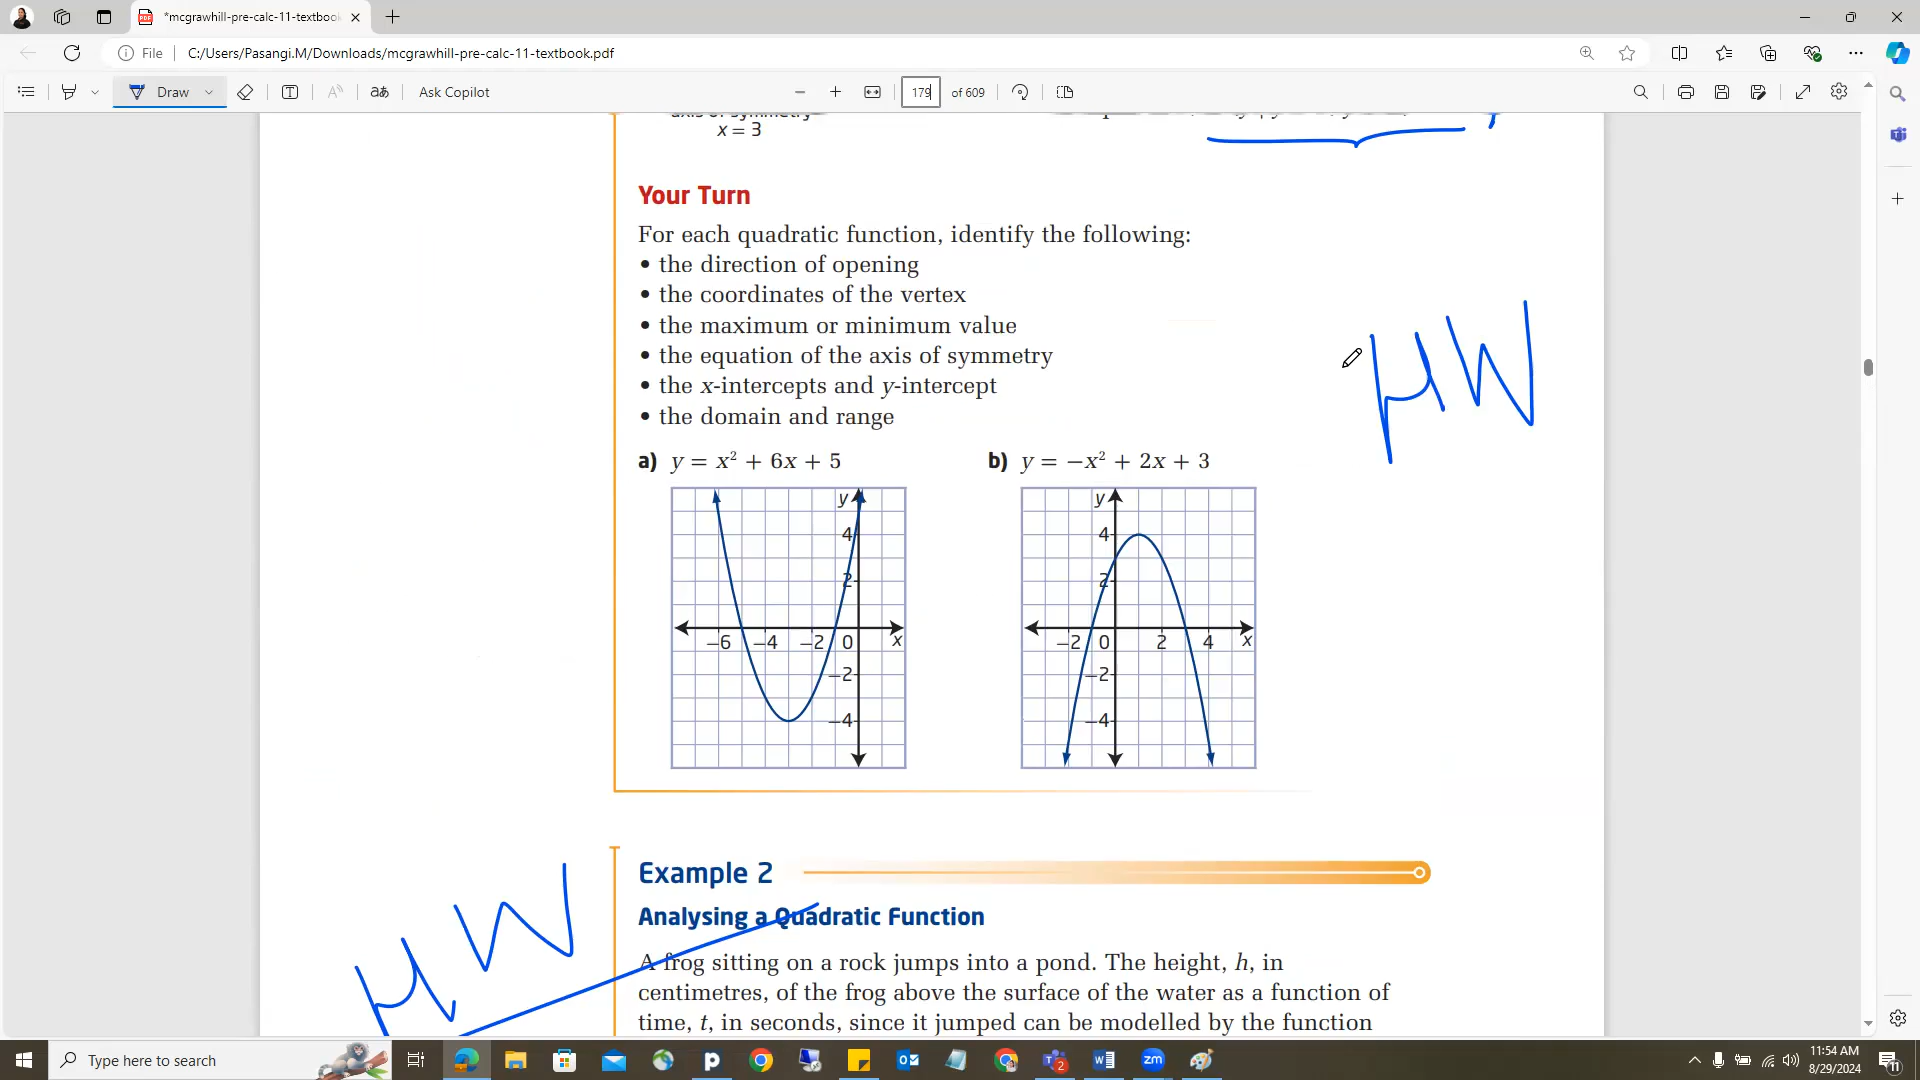 *mcgrawhill-pre-calc-11-textbook
File
C:/Users/Pasangi.M/Downloads/mcgrawhill-pre-calc-11-textbook.pdf
Draw
Ask Copilot
179
of 609
axis of symmetry
x = 3
Your Turn
For each quadratic function, identify the following:
• the direction of opening
• the coordinates of the vertex
• the maximum or minimum value
• the equation of the axis of symmetry
• the x-intercepts and y-intercept
• the domain and range
HW
a) y = x² + 6x + 5
b) y = −x² + 2x + 3
y
4
2
−6 −4 −2 0 x
−2
−4
y
4
2
−2 0 2 4 x
−2
−4
Example 2
Analysing a Quadratic Function
HW
A frog sitting on a rock jumps into a pond. The height, h, in
centimetres, of the frog above the surface of the water as a function of
time, t, in seconds, since it jumped can be modelled by the function
Type here to search
11:54 AM
8/29/2024